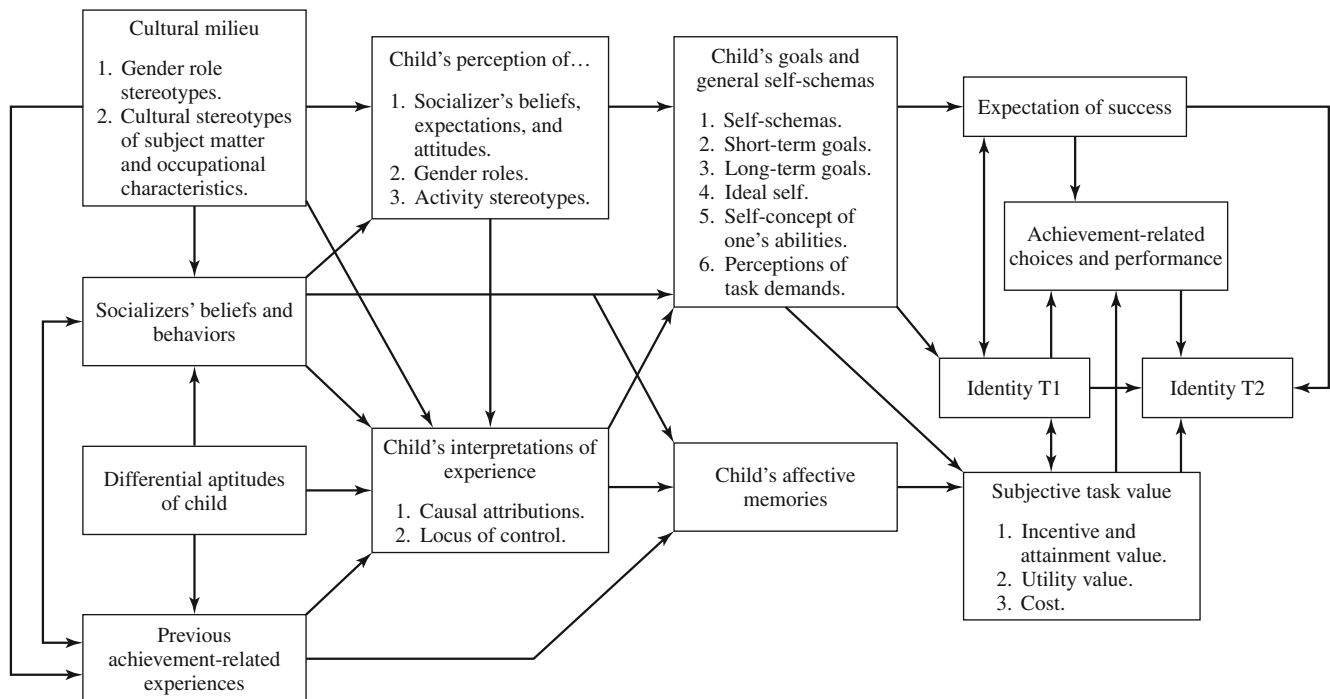 Cultural milieu
1. Gender role
stereotypes.
2. Cultural stereotypes
of subject matter
and occupational
characteristics.
Socializers' beliefs and
behaviors
Differential aptitudes
of child
Previous
achievement-related
experiences
Child's perception of…
1. Socializer's beliefs,
expectations, and
attitudes.
2. Gender roles.
3. Activity stereotypes.
Child's interpretations of
experience
1. Causal attributions.
2. Locus of control.
Child's goals and
general self-schemas
1. Self-schemas.
2. Short-term goals.
3. Long-term goals.
4. Ideal self.
5. Self-concept of
one's abilities.
6. Perceptions of
task demands.
Child's affective
memories
Expectation of success
Achievement-related
choices and performance
Identity T1
Identity T2
Subjective task value
1. Incentive and
attainment value.
2. Utility value.
3. Cost.